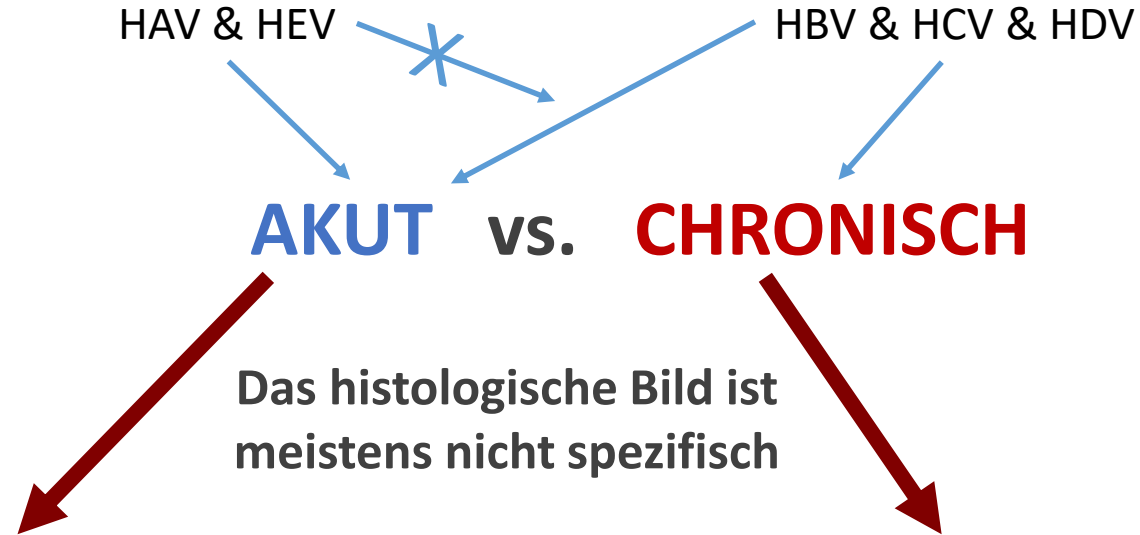 HAV & HEV
HBV & HCV & HDV
AKUT vs. CHRONISCH
Das histologische Bild ist
meistens nicht spezifisch